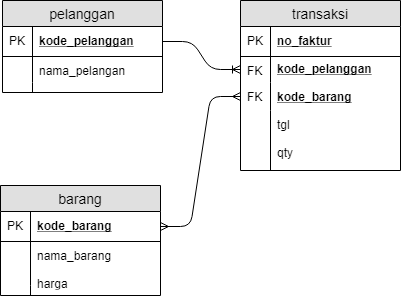 pelanggan
PK kode_pelanggan
nama_pelangan
transaksi
PK no_faktur
FK kode_pelanggan
FK kode_barang
tgl
qty
barang
PK kode_barang
nama_barang
harga